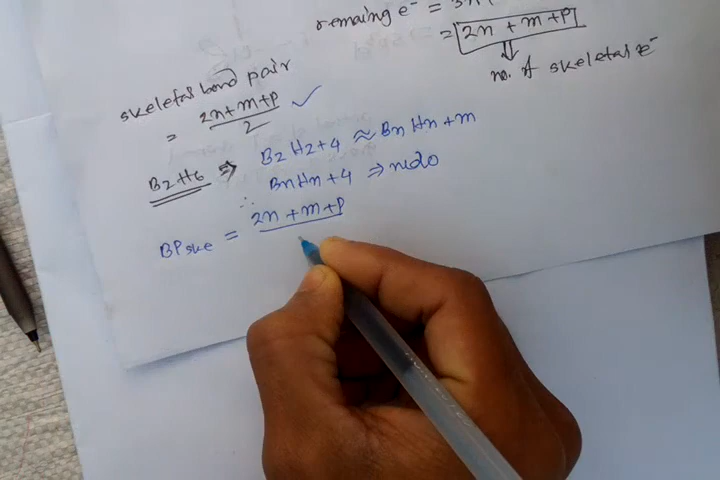 remaing e⁻ = 3n
= 2n + m + p
no. of skeletal e⁻
skeletal bond pair
= 2n+m+p / 2 ✓
B2H6 ⇒ B2H2+4 ≈ BnHn+m
∴ BnHn+4 ⇒ nido
BPske = 2n+m+p